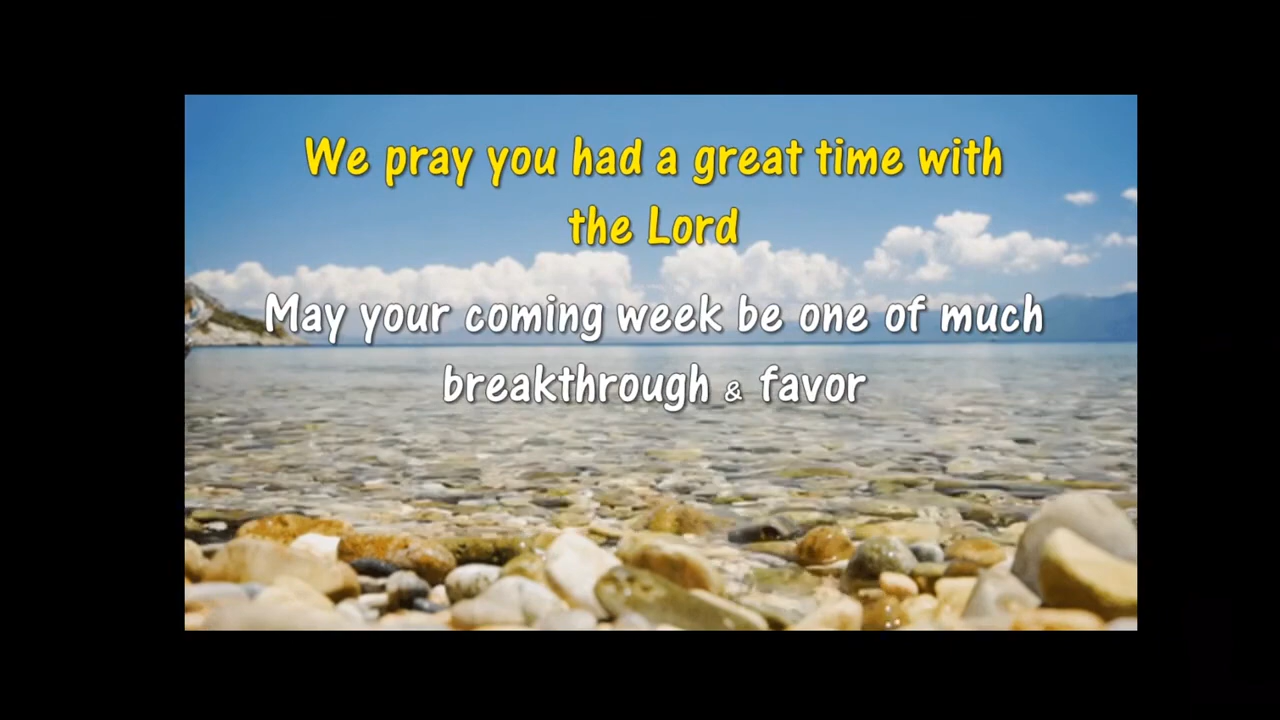 We pray you had a great time with
the Lord
May your coming week be one of much
breakthrough & favor